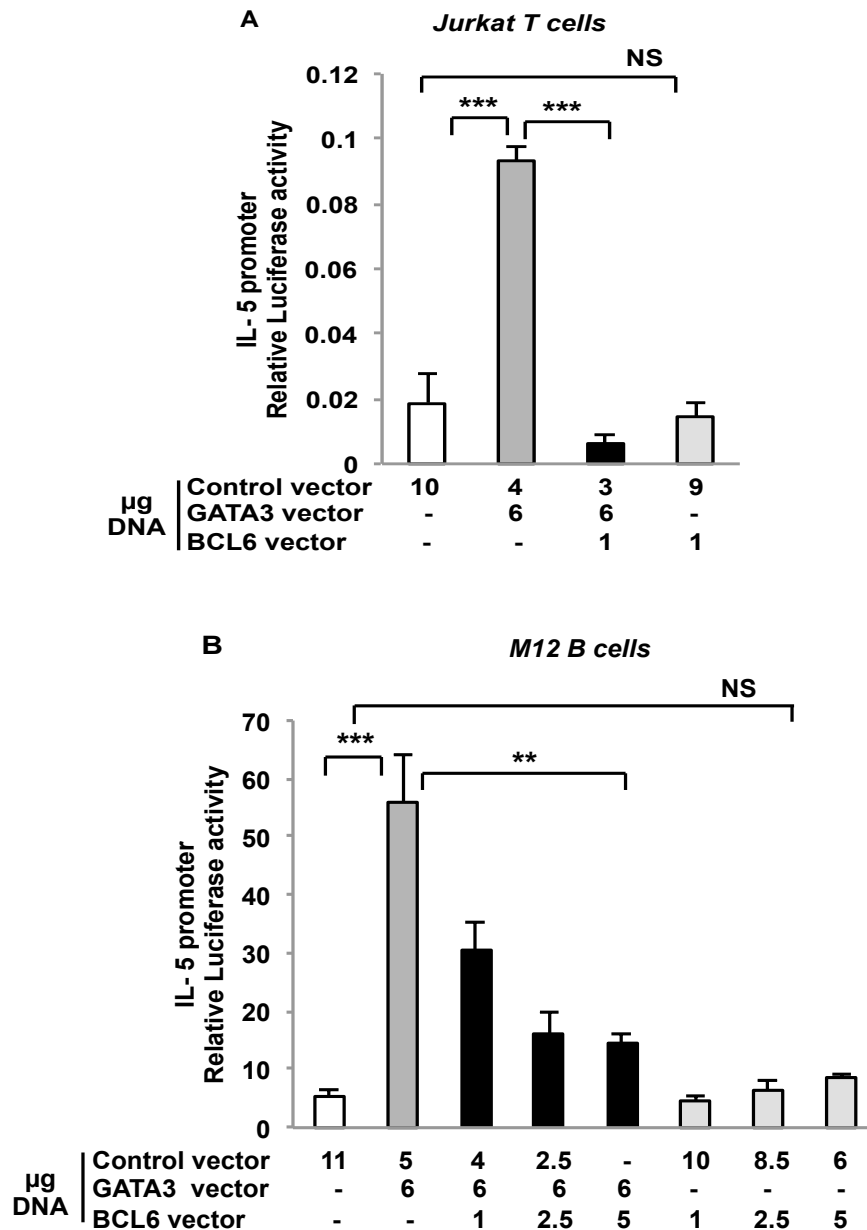 A
Jurkat T cells
NS
*** ***
0.12
0.1
0.08
0.06
0.04
0.02
0
IL- 5 promoter
Relative Luciferase activity
µg
DNA
Control vector 10 4 3 9
GATA3 vector - 6 6 -
BCL6 vector - - 1 1
B
M12 B cells
NS
*** **
70
60
50
40
30
20
10
0
IL- 5 promoter
Relative Luciferase activity
µg
DNA
Control vector 11 5 4 2.5 - 10 8.5 6
GATA3 vector - 6 6 6 6 - - -
BCL6 vector - - 1 2.5 5 1 2.5 5